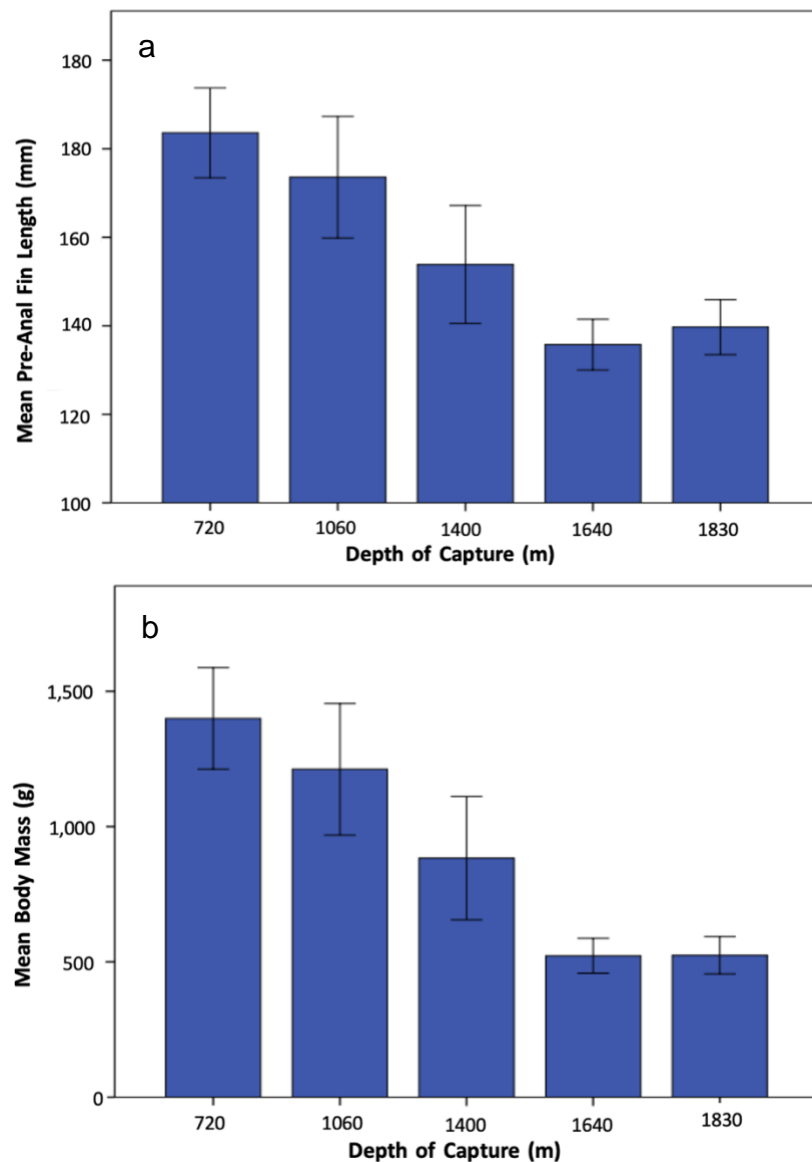 a
180
160
140
120
100
Mean Pre-Anal Fin Length (mm)
720 1060 1400 1640 1830
Depth of Capture (m)
b
1,500
1,000
500
0
Mean Body Mass (g)
720 1060 1400 1640 1830
Depth of Capture (m)